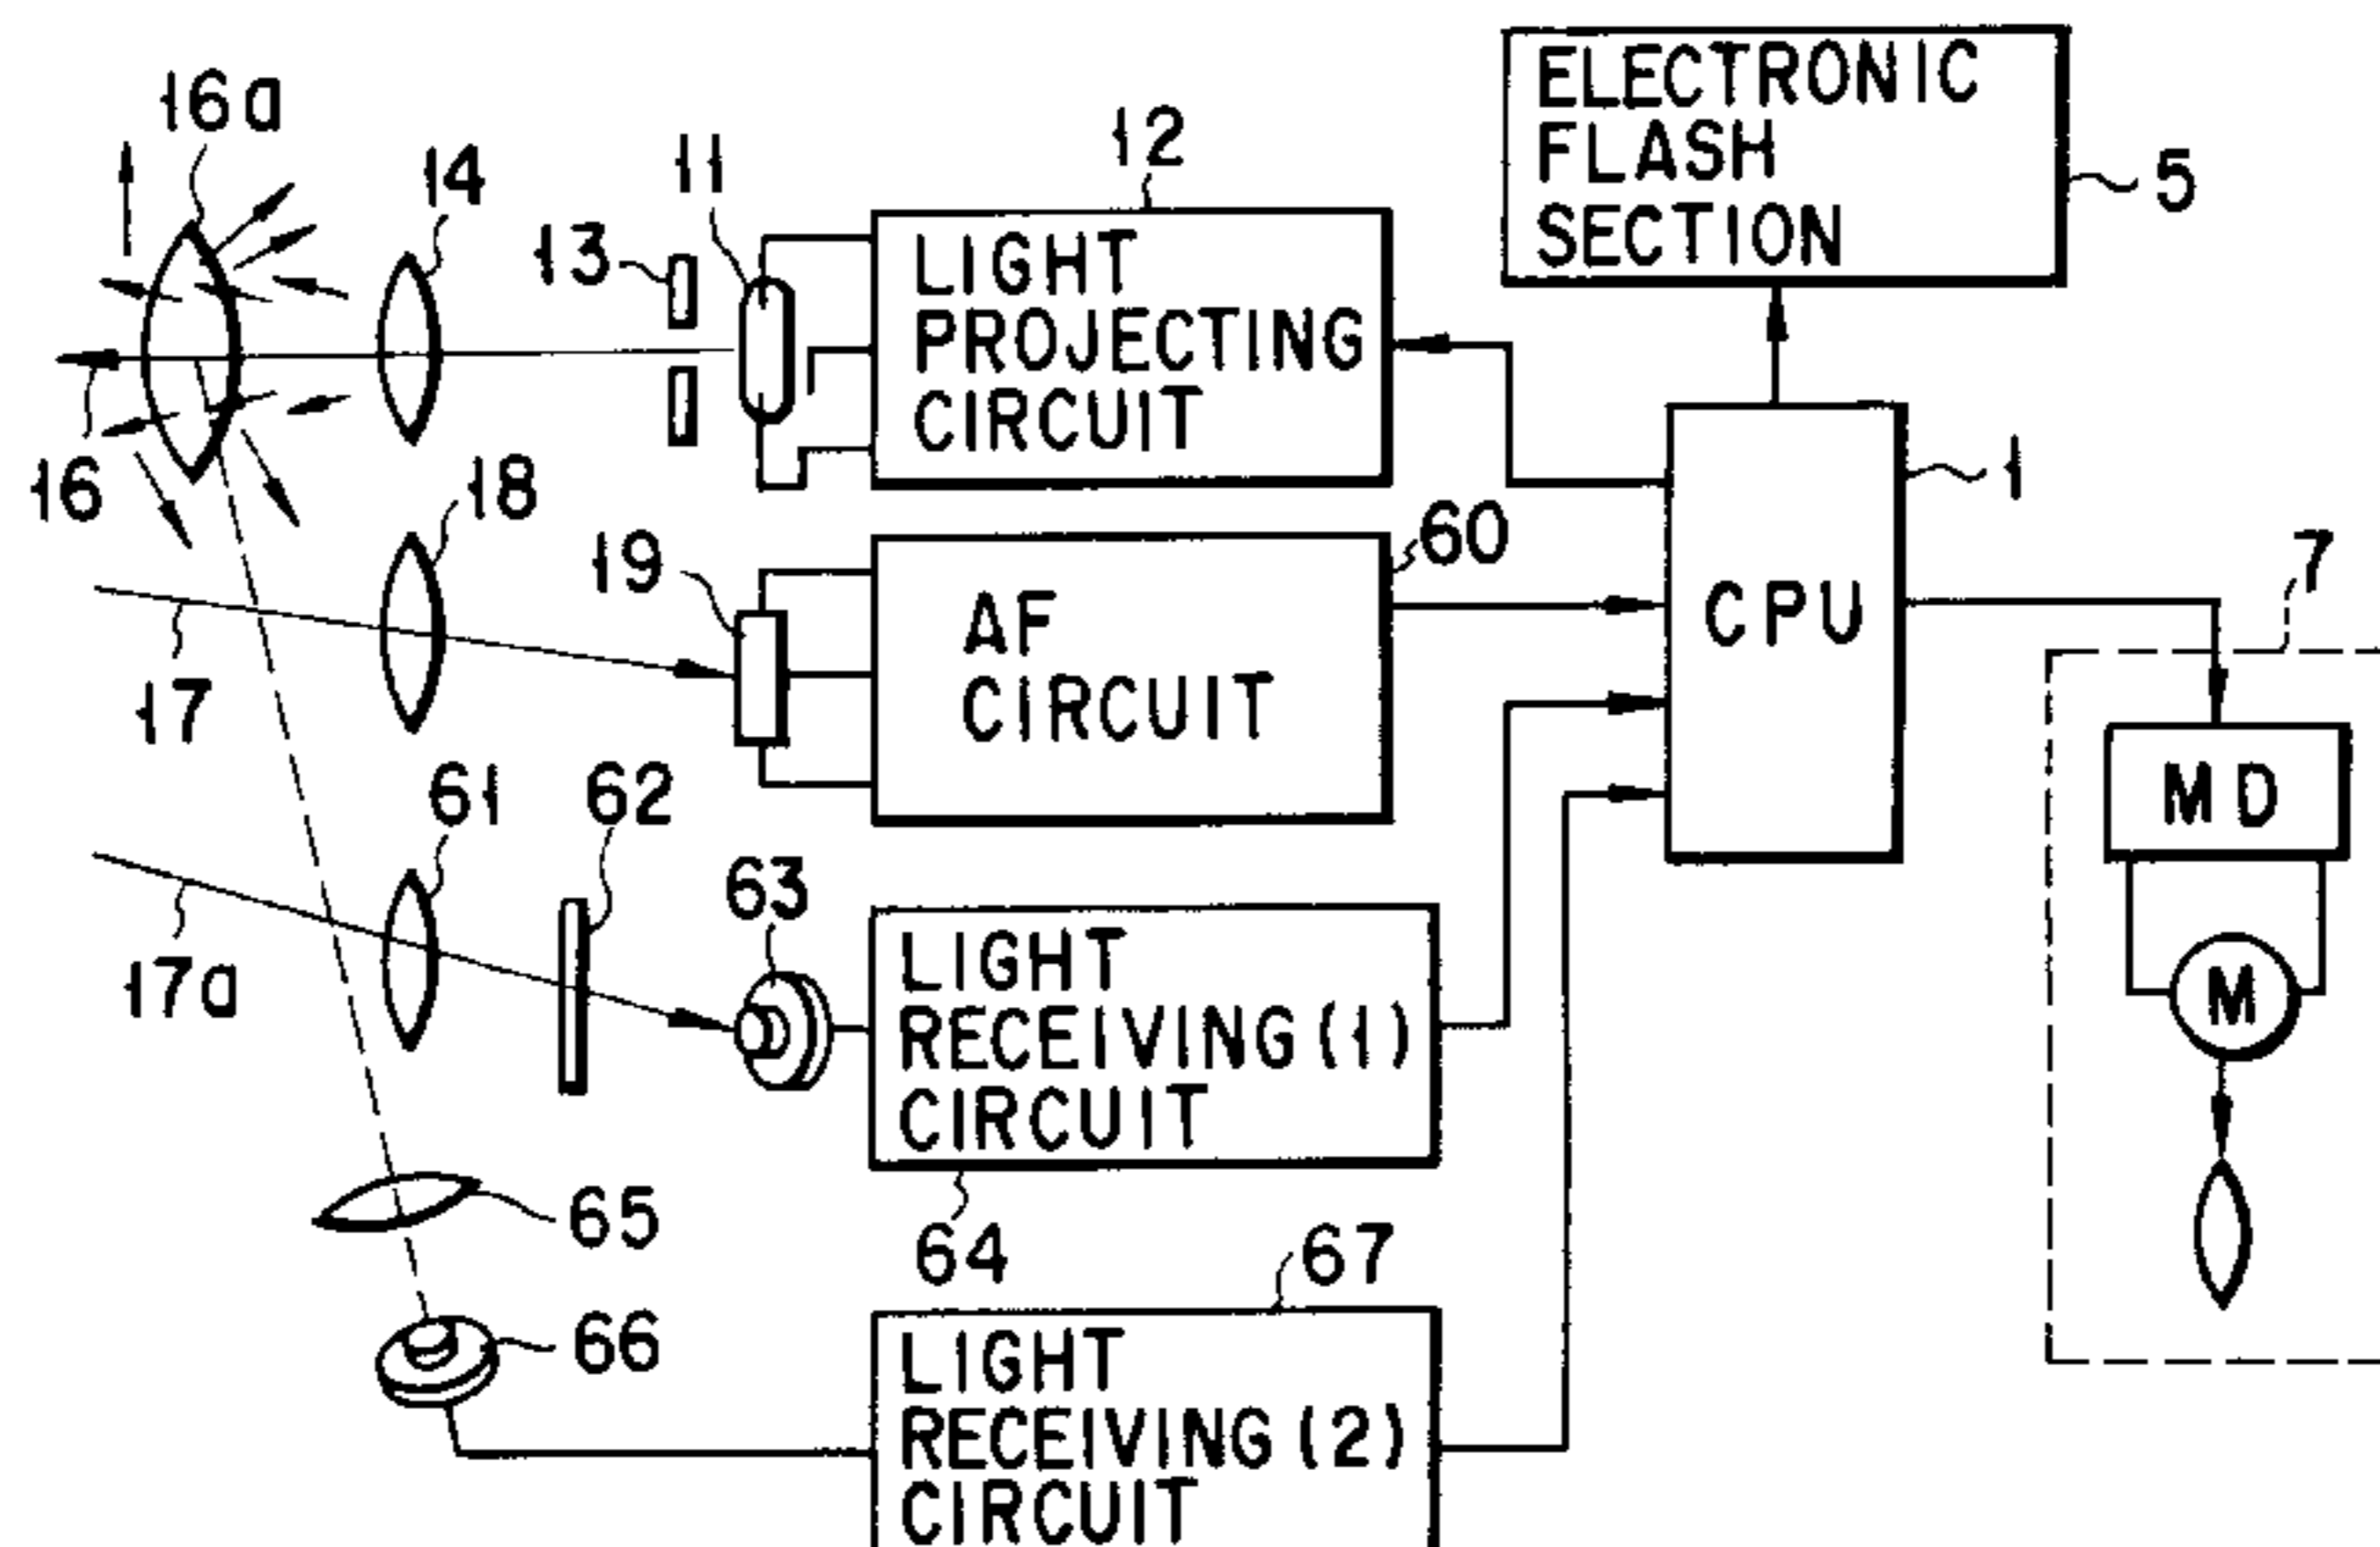 ELECTRONIC
FLASH
SECTION
5
16a
14
11
12
13
LIGHT
PROJECTING
CIRCUIT
16
18
1
19
60
7
AF
CIRCUIT
CPU
17
61
62
MD
63
17a
LIGHT
RECEIVING (1)
CIRCUIT
M
65
64
67
66
LIGHT
RECEIVING (2)
CIRCUIT